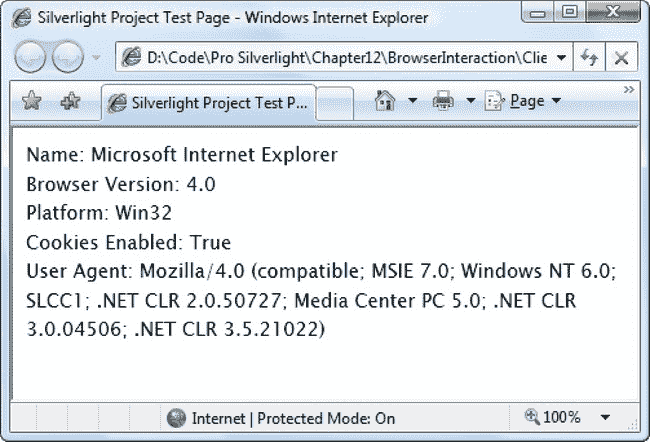 Silverlight Project Test Page - Windows Internet Explorer
D:\Code\Pro Silverlight\Chapter12\BrowserInteraction\Clie
Silverlight Project Test P...
Page
»
Name: Microsoft Internet Explorer
Browser Version: 4.0
Platform: Win32
Cookies Enabled: True
User Agent: Mozilla/4.0 (compatible; MSIE 7.0; Windows NT 6.0;
SLCC1; .NET CLR 2.0.50727; Media Center PC 5.0; .NET CLR
3.0.04506; .NET CLR 3.5.21022)
Internet | Protected Mode: On
100%